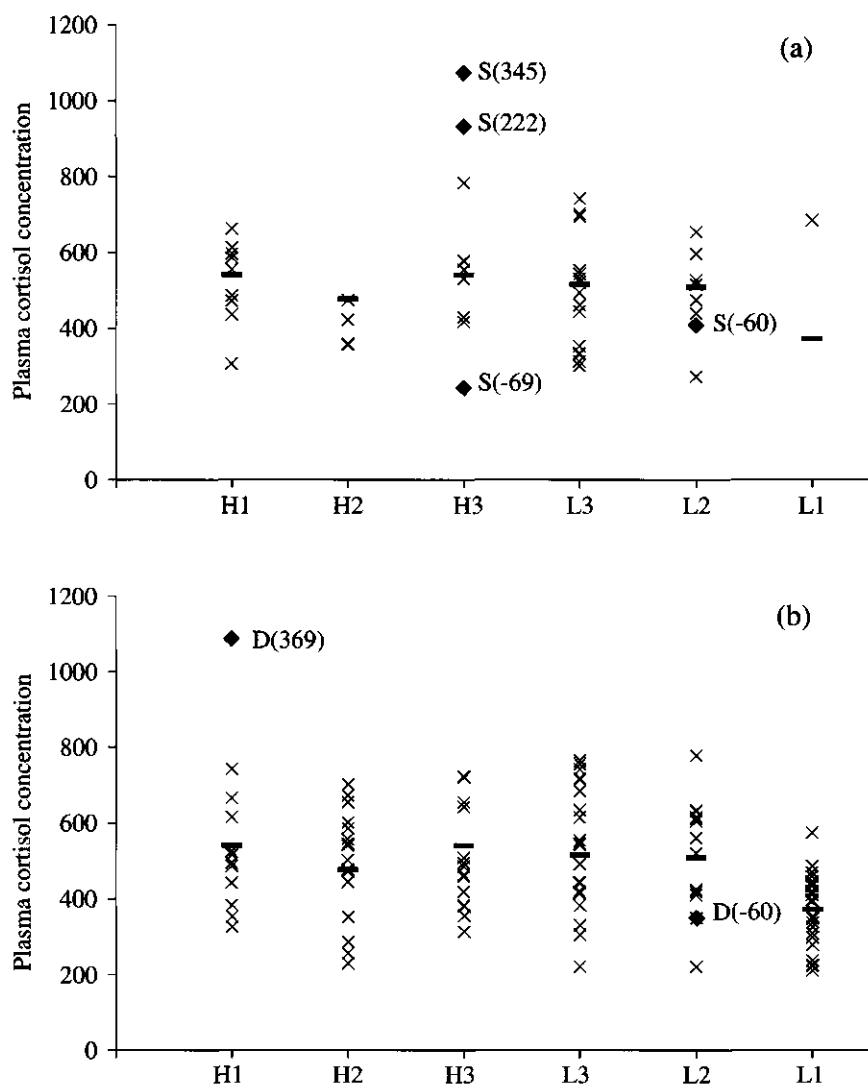 (a)
Plasma cortisol concentration
1200
1000
800
600
400
200
0
S(345)
S(222)
S(-69)
S(-60)
H1 H2 H3 L3 L2 L1
(b)
Plasma cortisol concentration
1200
1000
800
600
400
200
0
D(369)
D(-60)
H1 H2 H3 L3 L2 L1